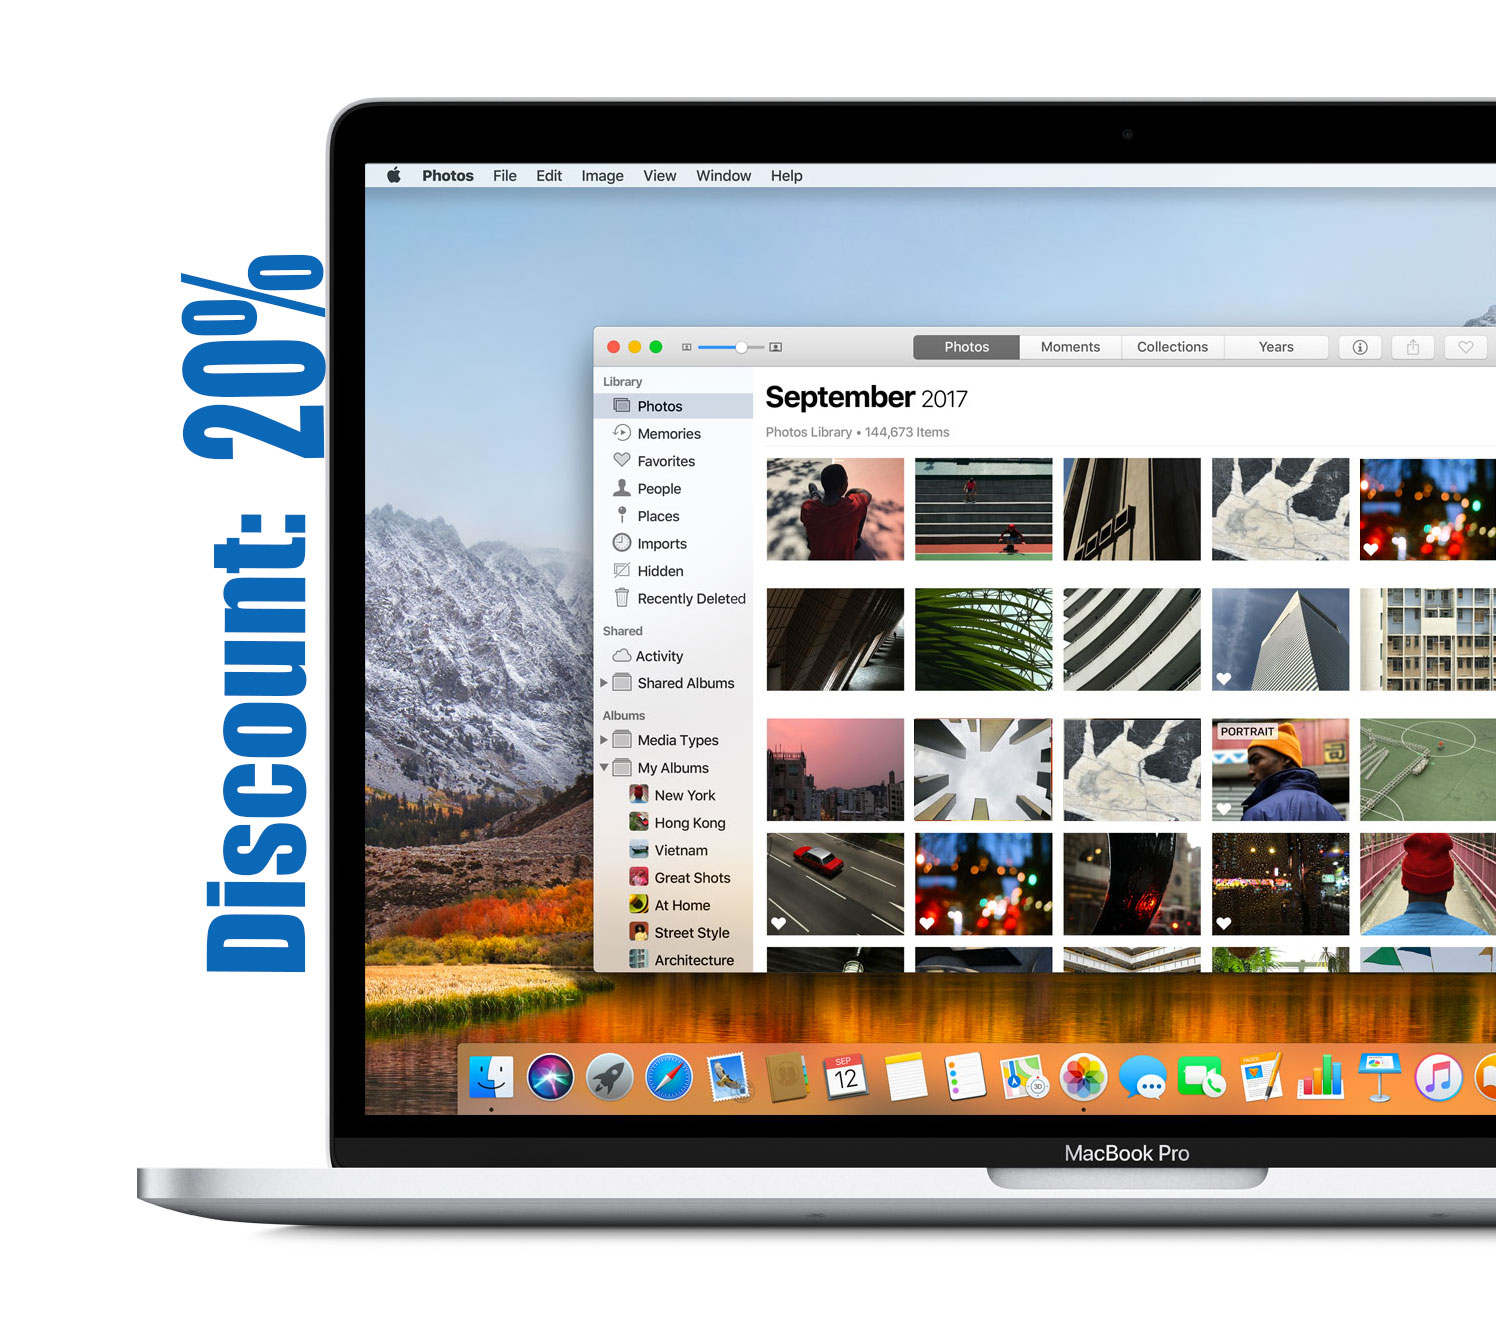 Discount: 20%
Photos File Edit Image View Window Help
Photos Moments Collections Years
Library
Photos
Memories
Favorites
People
Places
Imports
Hidden
Recently Deleted
Shared
Activity
Shared Albums
Albums
Media Types
My Albums
New York
Hong Kong
Vietnam
Great Shots
At Home
Street Style
Architecture
September 2017
Photos Library • 144,673 Items
PORTRAIT
SEP
12
3D
PAGES
MacBook Pro